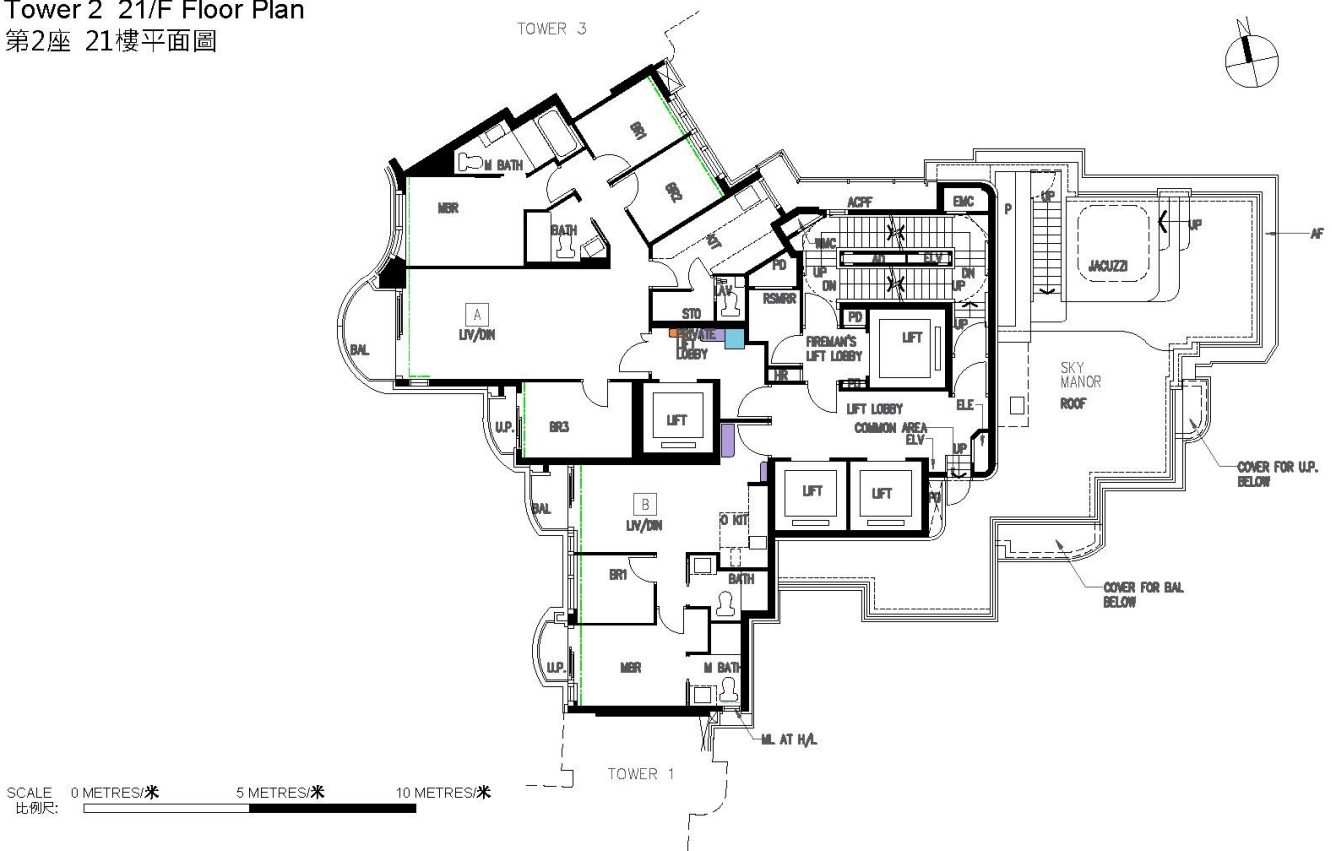 Tower 2 21/F Floor Plan
第2座 21樓平面圖
TOWER 3
N
BR1
M BATH
BR2
MBR
BATH
KIT
ACPF
EMC
P
UP
UP
AF
WMC
AD
ELV
PD
UP
DN
DN
UP
JACUZZI
LAV
RSMRR
STO
A
LIV/DIN
BAL
PRIVATE
LIFT
LOBBY
PD
FIREMAN'S
LIFT LOBBY
LIFT
UP
HR
PD
SKY
MANOR
ROOF
U.P.
BR3
LIFT
LIFT LOBBY
ELE
COMMON AREA
ELV
UP
COVER FOR U.P.
BELOW
BAL
B
LIV/DIN
O KIT
LIFT
LIFT
PD
BR1
BATH
COVER FOR BAL
BELOW
U.P.
MBR
M BATH
ML AT H/L
TOWER 1
SCALE 0 METRES/米 5 METRES/米 10 METRES/米
比例尺: